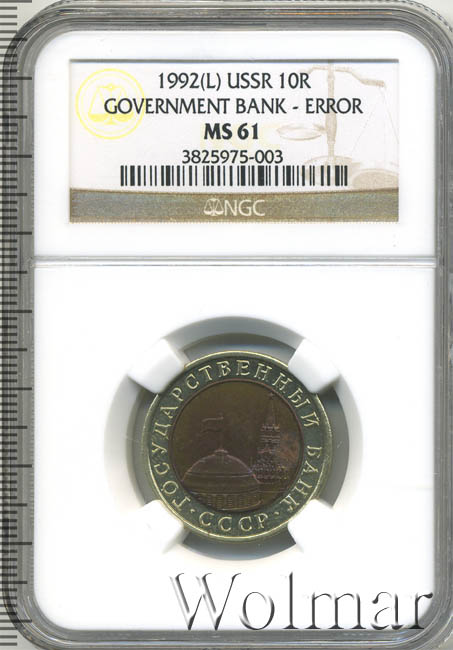 1992(L) USSR 10R
GOVERNMENT BANK - ERROR
MS 61
3825975-003
NGC
ГОСУДАРСТВЕННЫЙ БАНК
СССР
Wolmar